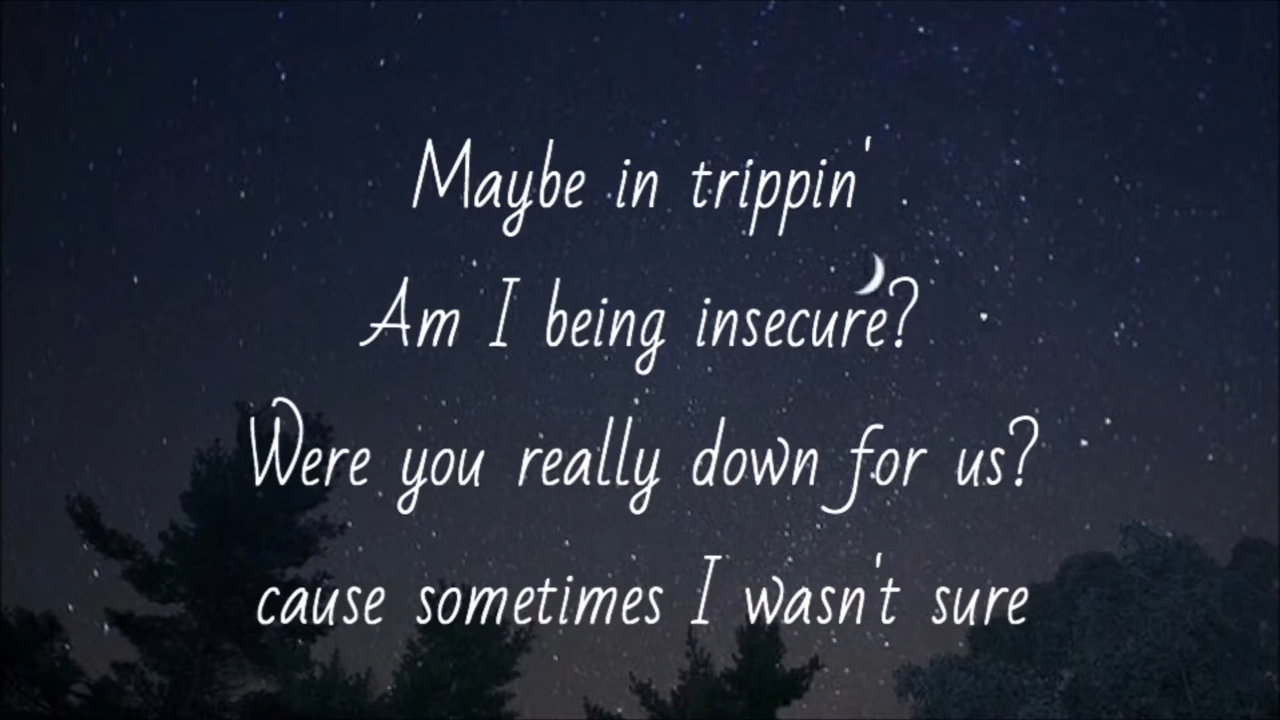 Maybe in trippin'
Am I being insecure?
Were you really down for us?
cause sometimes I wasn't sure